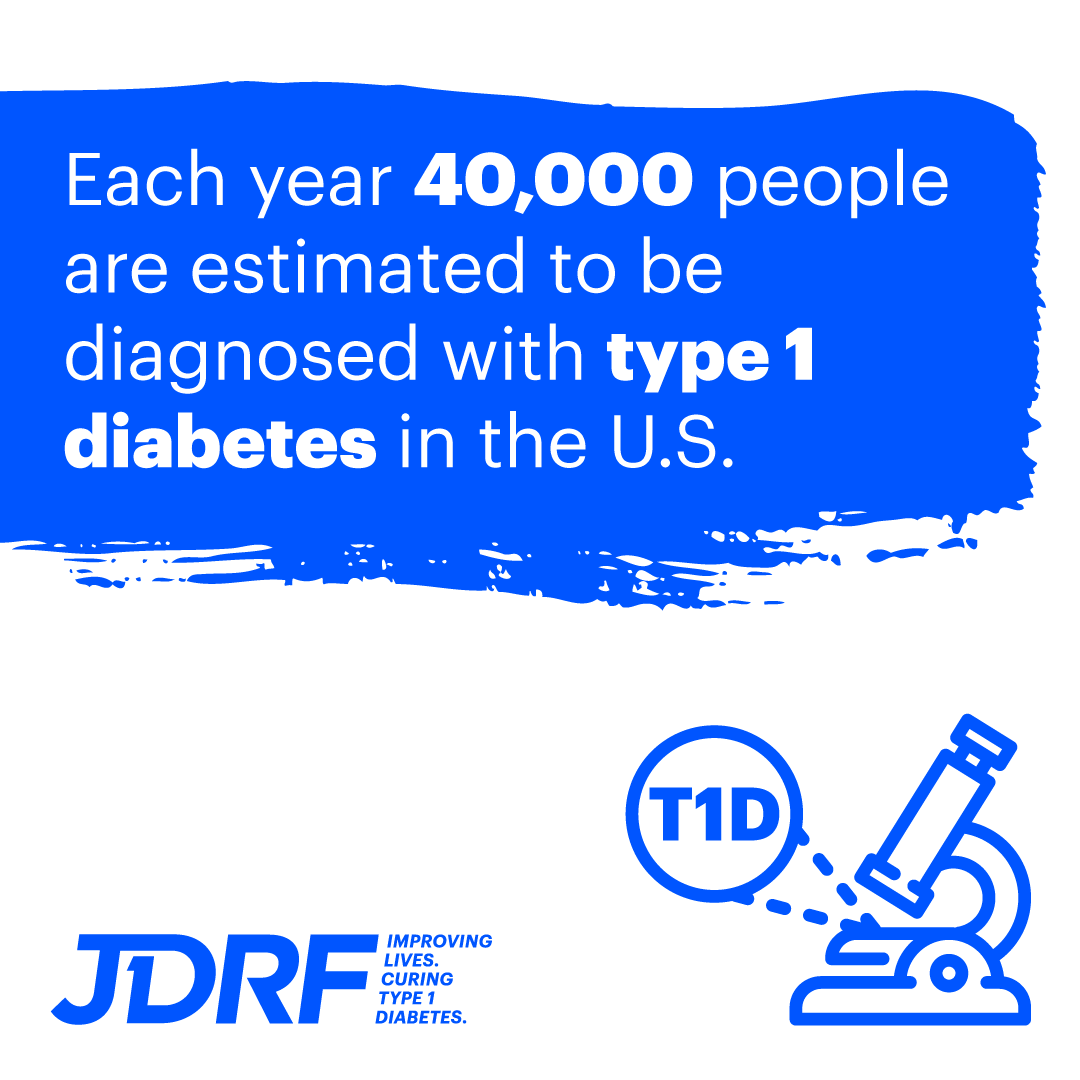 Each year 40,000 people
are estimated to be
diagnosed with type 1
diabetes in the U.S.
T1D
JDRF
IMPROVING
LIVES.
CURING
TYPE 1
DIABETES.